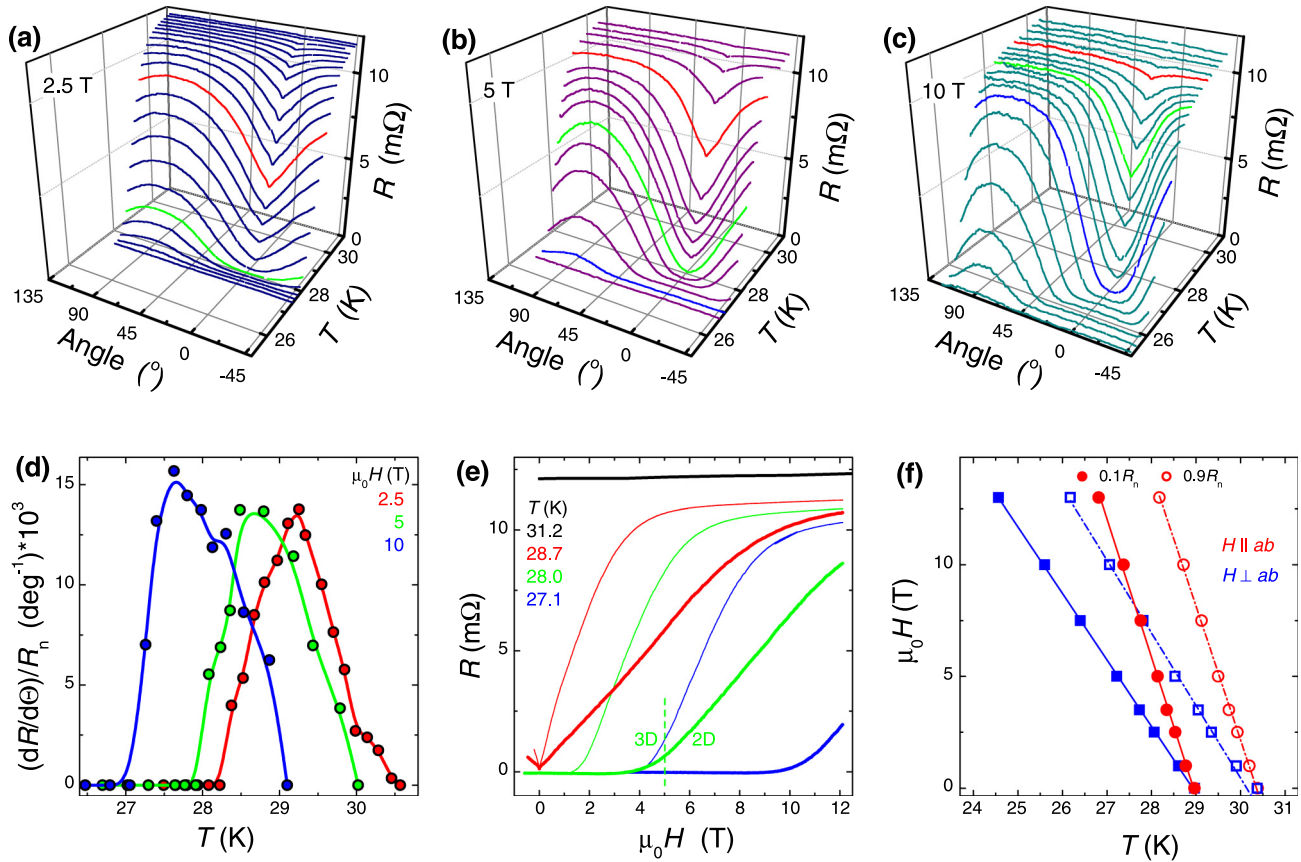 (a)
2.5 T
10
5
0
R (mΩ)
30
28
26
T (K)
135
90
45
0
-45
Angle (°)
(b)
5 T
10
5
0
R (mΩ)
30
28
26
T (K)
135
90
45
0
-45
Angle (°)
(c)
10 T
10
5
0
R (mΩ)
30
28
26
T (K)
135
90
45
0
-45
Angle (°)
(d)
μ0H (T)
2.5
5
10
15
10
5
0
(dR/dΘ)/Rn (deg-1)*103
27 28 29 30
T (K)
(e)
T (K)
31.2
28.7
28.0
27.1
3D 2D
10
5
0
R (mΩ)
0 2 4 6 8 10 12
μ0H (T)
(f)
0.1Rn 0.9Rn
H || ab
H ⊥ ab
15
10
5
0
μ0H (T)
24 25 26 27 28 29 30 31
T (K)